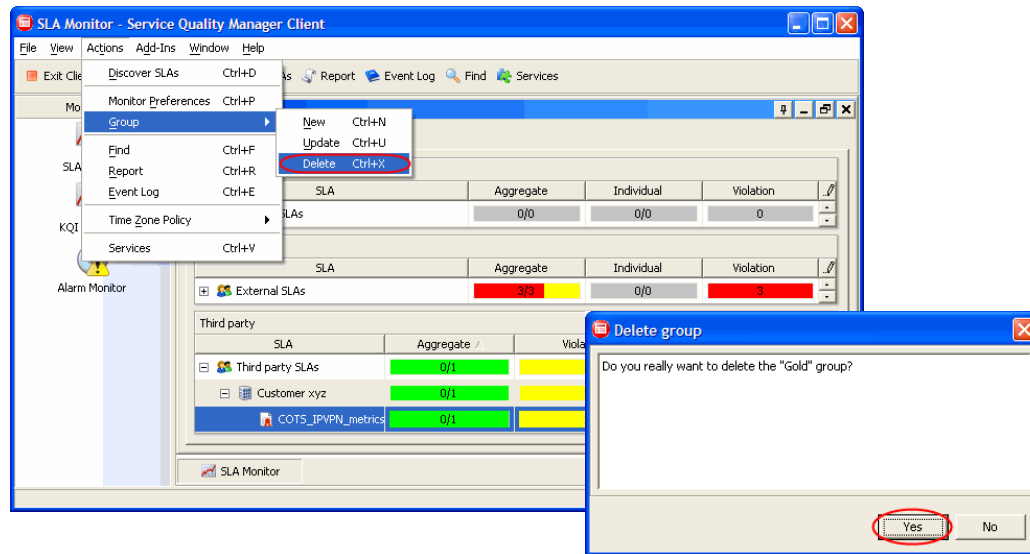 SLA Monitor - Service Quality Manager Client
File View Actions Add-Ins Window Help
Exit Clie
Report Event Log Find Services
Discover SLAs Ctrl+D
Monitor Preferences Ctrl+P
Group
Find Ctrl+F
Report Ctrl+R
Event Log Ctrl+E
Time Zone Policy
Services Ctrl+V
New Ctrl+N
Update Ctrl+U
Delete Ctrl+X
Mo
SLA
KQI
Alarm Monitor
SLA Aggregate Individual Violation
SLAs 0/0 0/0 0
SLA Aggregate Individual Violation
External SLAs 3/3 0/0 3
Third party
SLA Aggregate Viola
Third party SLAs 0/1
Customer xyz 0/1
COTS_IPVPN_metrics 0/1
SLA Monitor
Delete group
Do you really want to delete the "Gold" group?
Yes No